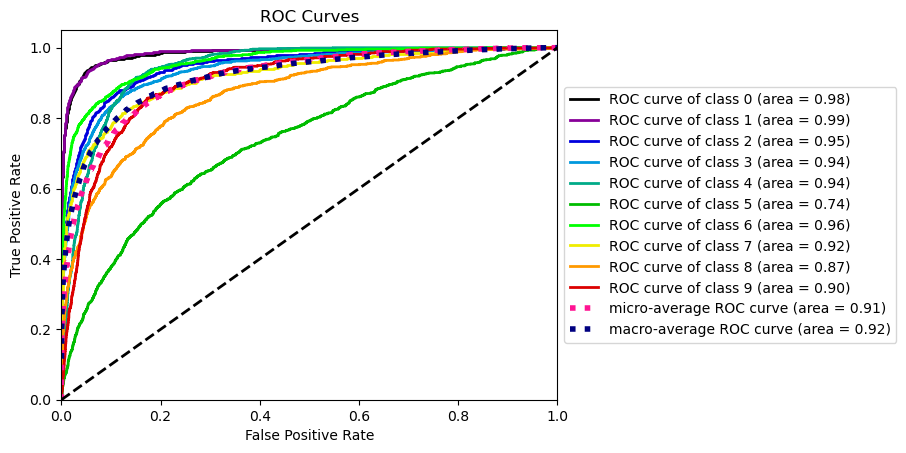 ROC Curves
True Positive Rate
1.0
0.8
0.6
0.4
0.2
0.0
0.0 0.2 0.4 0.6 0.8 1.0
False Positive Rate
ROC curve of class 0 (area = 0.98)
ROC curve of class 1 (area = 0.99)
ROC curve of class 2 (area = 0.95)
ROC curve of class 3 (area = 0.94)
ROC curve of class 4 (area = 0.94)
ROC curve of class 5 (area = 0.74)
ROC curve of class 6 (area = 0.96)
ROC curve of class 7 (area = 0.92)
ROC curve of class 8 (area = 0.87)
ROC curve of class 9 (area = 0.90)
micro-average ROC curve (area = 0.91)
macro-average ROC curve (area = 0.92)